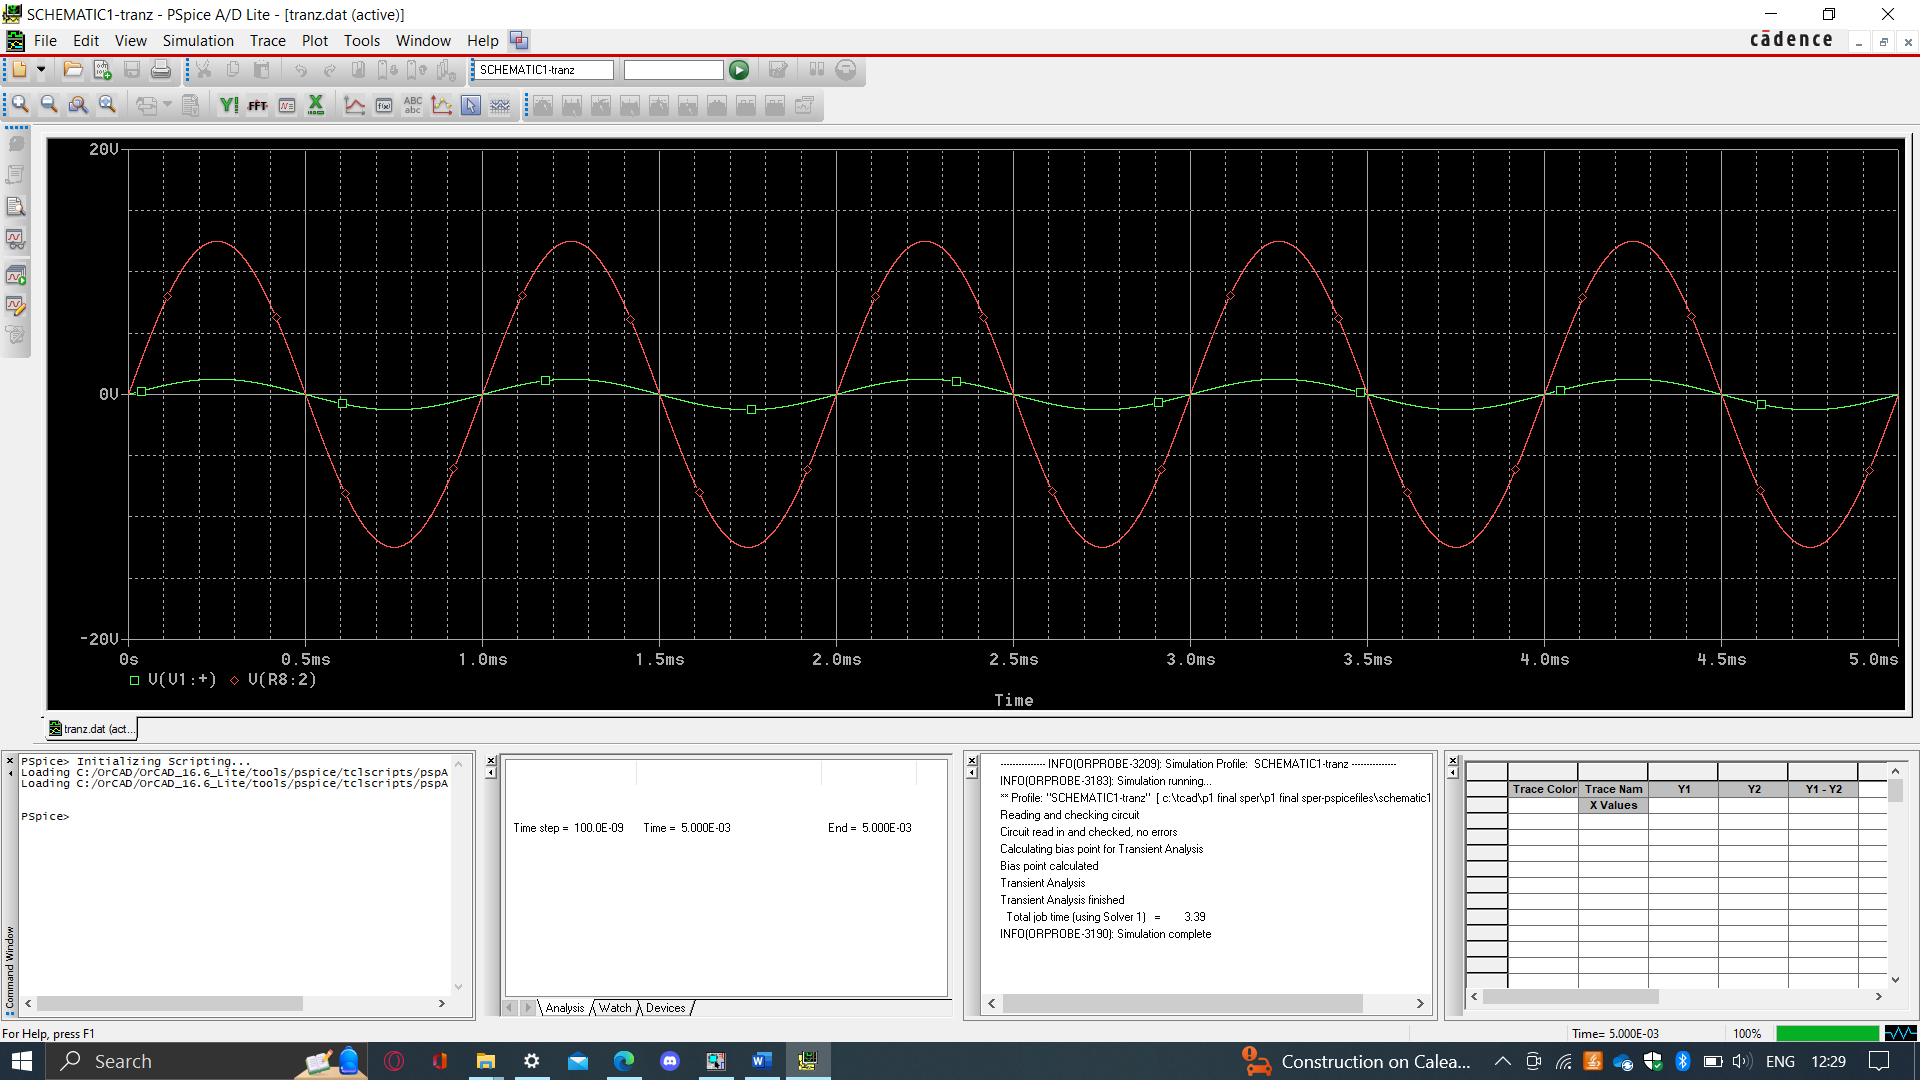 SCHEMATIC1-tranz - PSpice A/D Lite - [tranz.dat (active)]
File Edit View Simulation Trace Plot Tools Window Help
cādence
SCHEMATIC1-tranz
FFT
ABC
abc
20V
0V
-20V
0s 0.5ms 1.0ms 1.5ms 2.0ms 2.5ms 3.0ms 3.5ms 4.0ms 4.5ms 5.0ms
V(V1:+) V(R8:2)
Time
tranz.dat (act...
PSpice> Initializing Scripting...
Loading C:/OrCAD/OrCAD_16.6_Lite/tools/pspice/tclscripts/pspA
Loading C:/OrCAD/OrCAD_16.6_Lite/tools/pspice/tclscripts/pspA
PSpice>
Command Window
Time step = 100.0E-09 Time = 5.000E-03 End = 5.000E-03
Analysis Watch Devices
--------------- INFO(ORPROBE-3209): Simulation Profile: SCHEMATIC1-tranz ---------------
INFO(ORPROBE-3183): Simulation running...
** Profile: "SCHEMATIC1-tranz" [ c:\tcad\p1 final sper\p1 final sper-pspicefiles\schematic1
Reading and checking circuit
Circuit read in and checked, no errors
Calculating bias point for Transient Analysis
Bias point calculated
Transient Analysis
Transient Analysis finished
Total job time (using Solver 1) = 3.39
INFO(ORPROBE-3190): Simulation complete
Trace Color Trace Nam Y1 Y2 Y1 - Y2
X Values
For Help, press F1
Time= 5.000E-03 100%
Search
Construction on Calea...
ENG
12:29